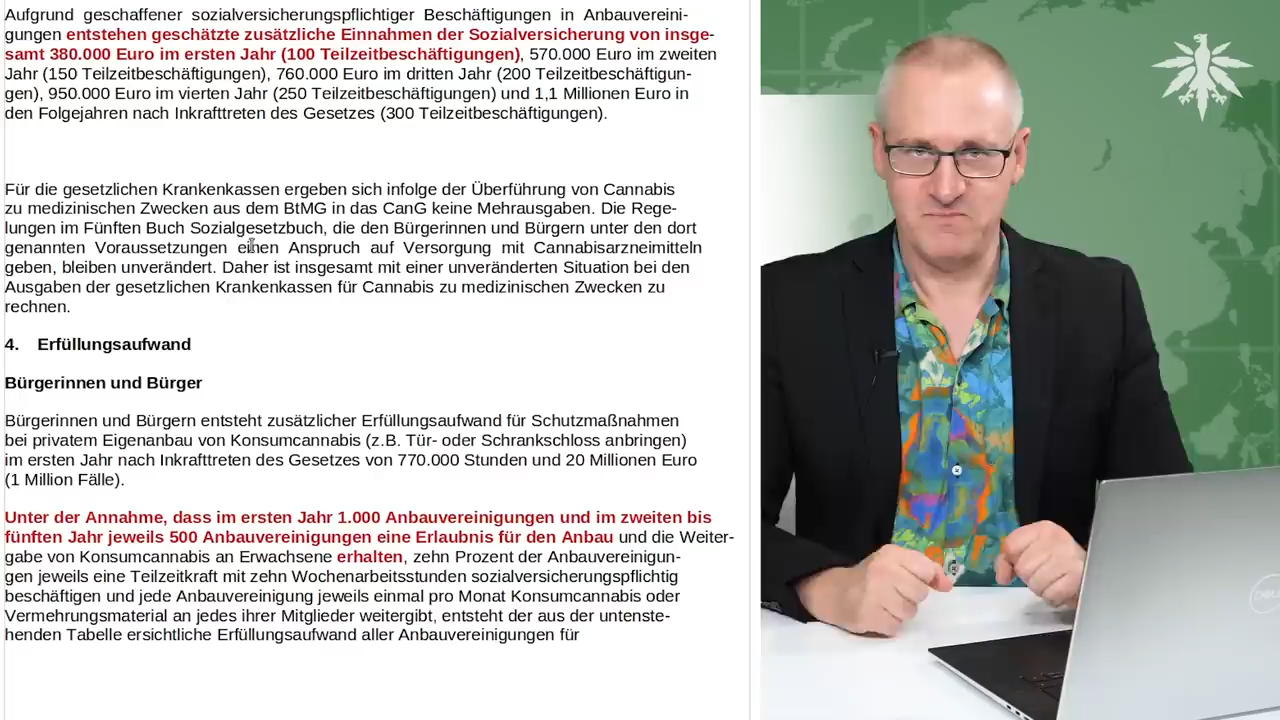 Aufgrund geschaffener sozialversicherungspflichtiger Beschäftigungen in Anbauvereini-
gungen entstehen geschätzte zusätzliche Einnahmen der Sozialversicherung von insge-
samt 380.000 Euro im ersten Jahr (100 Teilzeitbeschäftigungen), 570.000 Euro im zweiten
Jahr (150 Teilzeitbeschäftigungen), 760.000 Euro im dritten Jahr (200 Teilzeitbeschäftigun-
gen), 950.000 Euro im vierten Jahr (250 Teilzeitbeschäftigungen) und 1,1 Millionen Euro in
den Folgejahren nach Inkrafttreten des Gesetzes (300 Teilzeitbeschäftigungen).
Für die gesetzlichen Krankenkassen ergeben sich infolge der Überführung von Cannabis
zu medizinischen Zwecken aus dem BtMG in das CanG keine Mehrausgaben. Die Rege-
lungen im Fünften Buch Sozialgesetzbuch, die den Bürgerinnen und Bürgern unter den dort
genannten Voraussetzungen einen Anspruch auf Versorgung mit Cannabisarzneimitteln
geben, bleiben unverändert. Daher ist insgesamt mit einer unveränderten Situation bei den
Ausgaben der gesetzlichen Krankenkassen für Cannabis zu medizinischen Zwecken zu
rechnen.
4. Erfüllungsaufwand
Bürgerinnen und Bürger
Bürgerinnen und Bürgern entsteht zusätzlicher Erfüllungsaufwand für Schutzmaßnahmen
bei privatem Eigenanbau von Konsumcannabis (z.B. Tür- oder Schrankschloss anbringen)
im ersten Jahr nach Inkrafttreten des Gesetzes von 770.000 Stunden und 20 Millionen Euro
(1 Million Fälle).
Unter der Annahme, dass im ersten Jahr 1.000 Anbauvereinigungen und im zweiten bis
fünften Jahr jeweils 500 Anbauvereinigungen eine Erlaubnis für den Anbau und die Weiter-
gabe von Konsumcannabis an Erwachsene erhalten, zehn Prozent der Anbauvereinigun-
gen jeweils eine Teilzeitkraft mit zehn Wochenarbeitsstunden sozialversicherungspflichtig
beschäftigen und jede Anbauvereinigung jeweils einmal pro Monat Konsumcannabis oder
Vermehrungsmaterial an jedes ihrer Mitglieder weitergibt, entsteht der aus der untenste-
henden Tabelle ersichtliche Erfüllungsaufwand aller Anbauvereinigungen für
DELL